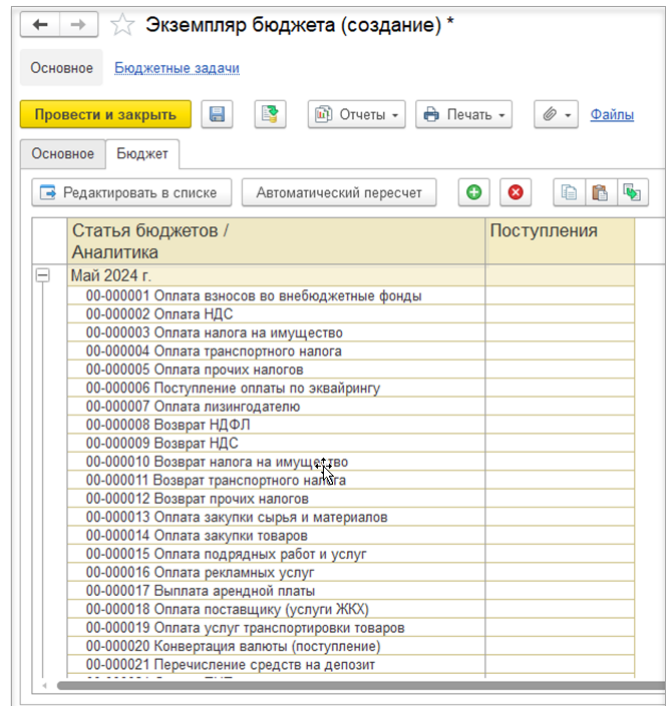 Экземпляр бюджета (создание) *
Основное Бюджетные задачи
Провести и закрыть Отчеты Печать Файлы
Основное Бюджет
Редактировать в списке Автоматический пересчет
Статья бюджетов / Поступления
Аналитика
Май 2024 г.
00-000001 Оплата взносов во внебюджетные фонды
00-000002 Оплата НДС
00-000003 Оплата налога на имущество
00-000004 Оплата транспортного налога
00-000005 Оплата прочих налогов
00-000006 Поступление оплаты по эквайрингу
00-000007 Оплата лизингодателю
00-000008 Возврат НДФЛ
00-000009 Возврат НДС
00-000010 Возврат налога на имущество
00-000011 Возврат транспортного налога
00-000012 Возврат прочих налогов
00-000013 Оплата закупки сырья и материалов
00-000014 Оплата закупки товаров
00-000015 Оплата подрядных работ и услуг
00-000016 Оплата рекламных услуг
00-000017 Выплата арендной платы
00-000018 Оплата поставщику (услуги ЖКХ)
00-000019 Оплата услуг транспортировки товаров
00-000020 Конвертация валюты (поступление)
00-000021 Перечисление средств на депозит